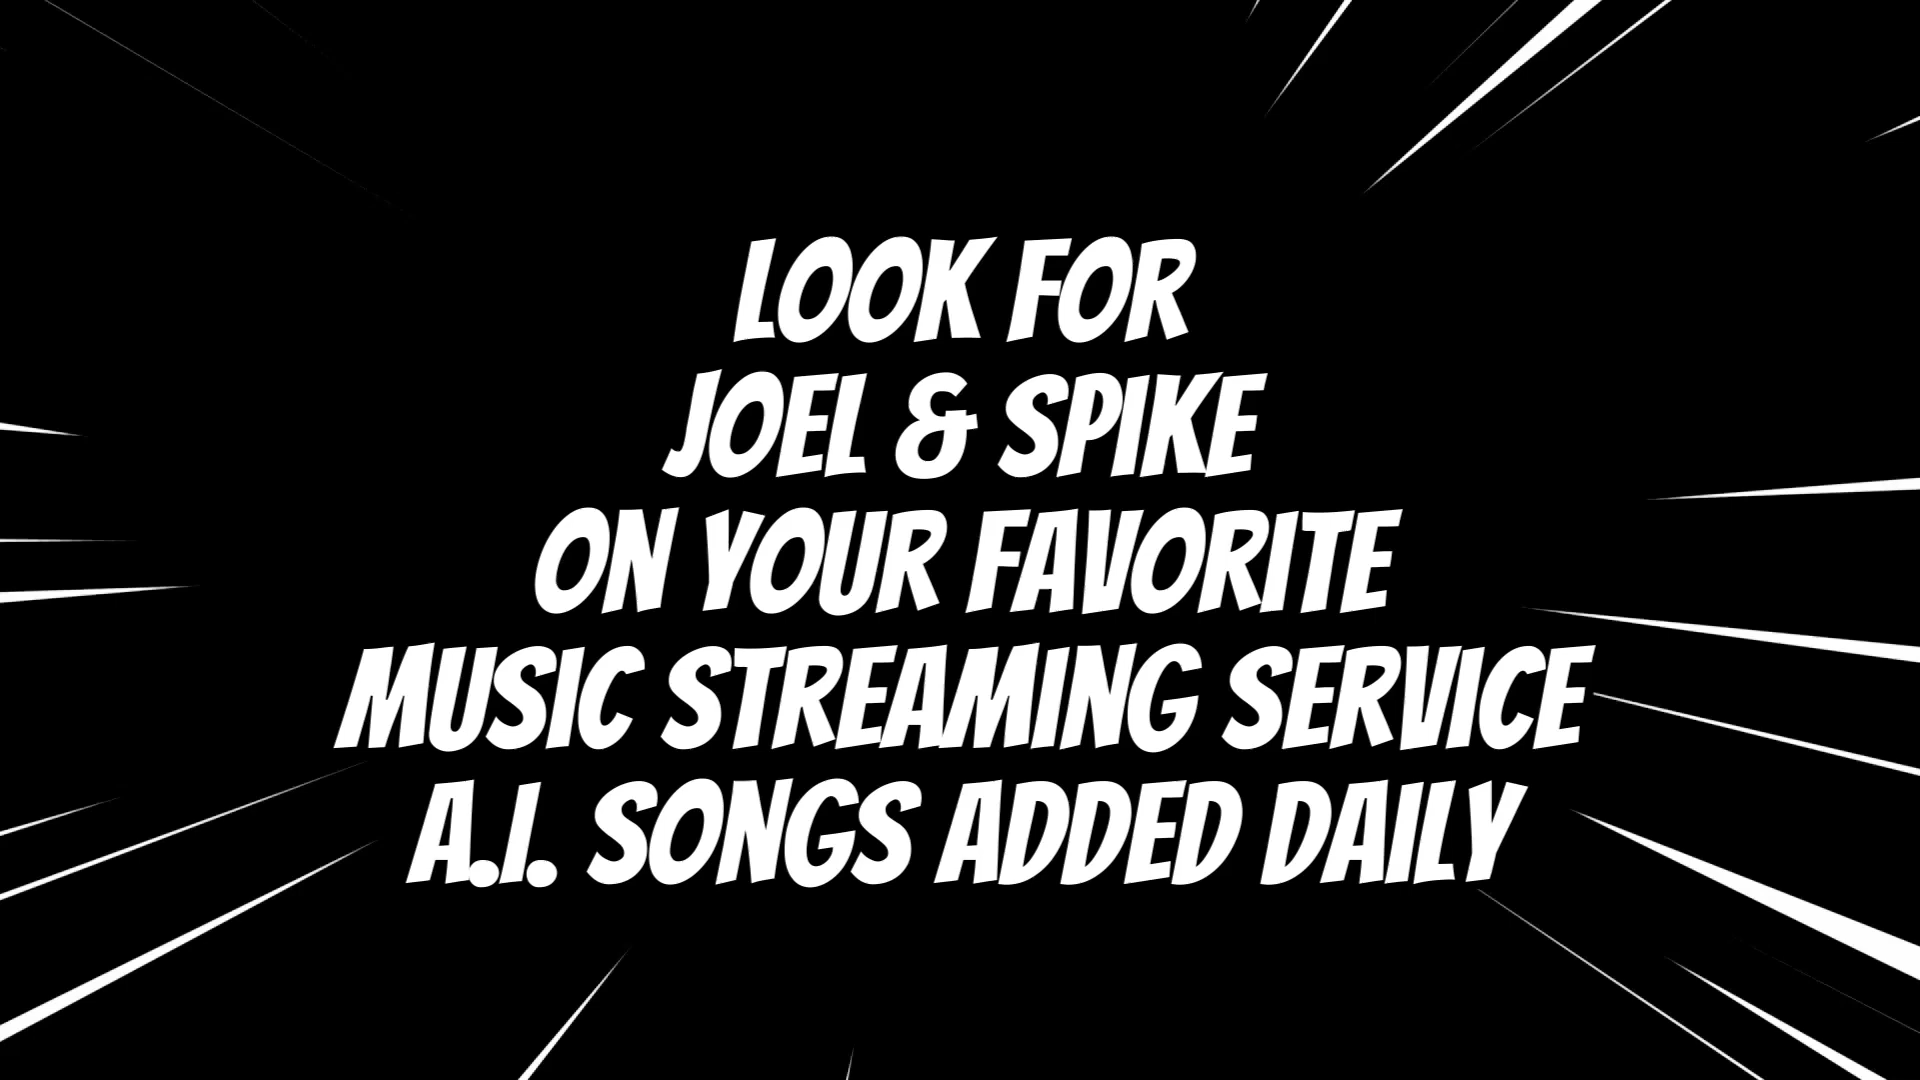 LOOK FOR
JOEL & SPIKE
ON YOUR FAVORITE
MUSIC STREAMING SERVICE
A.I. SONGS ADDED DAILY